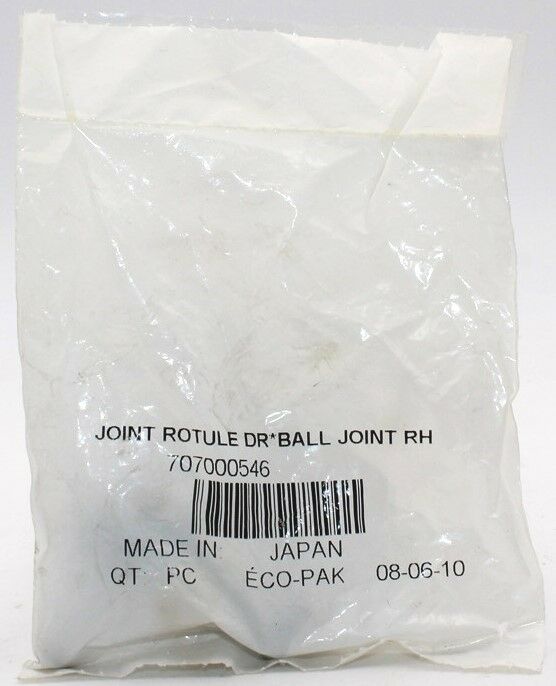 JOINT ROTULE DR*BALL JOINT RH
707000546
MADE IN: JAPAN
QT: PC ÉCO-PAK 08-06-10